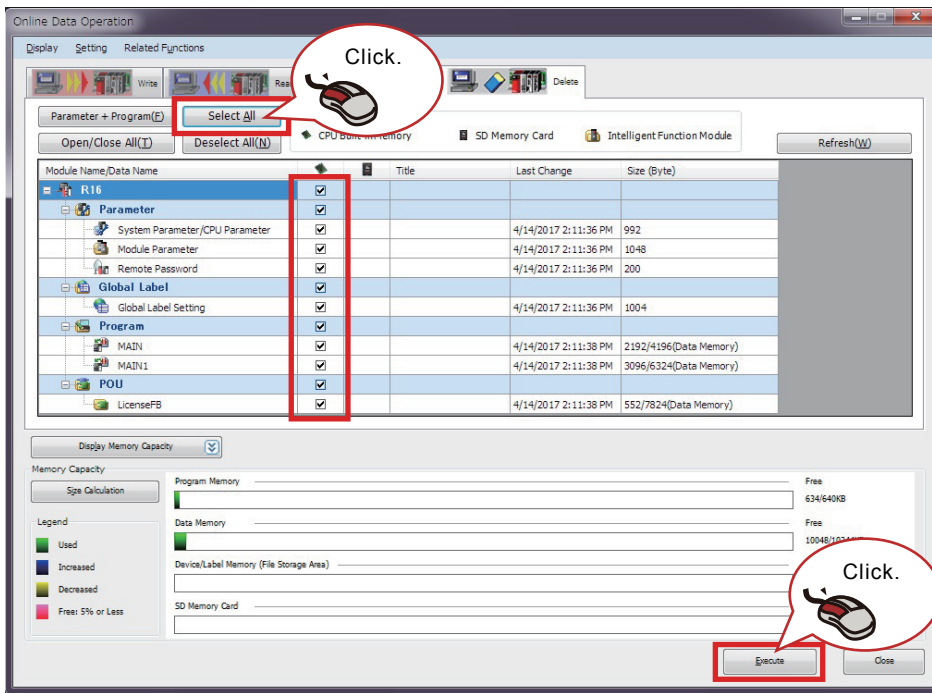 Online Data Operation
Display Setting Related Functions
Click.
Write
Delete
Parameter + Program(F)
Select All
Open/Close All(T)
Deselect All(N)
SD Memory Card
Intelligent Function Module
Refresh(W)
Module Name/Data Name Title Last Change Size (Byte)
R16
Parameter
System Parameter/CPU Parameter 4/14/2017 2:11:36 PM 992
Module Parameter 4/14/2017 2:11:36 PM 1048
Remote Password 4/14/2017 2:11:36 PM 200
Global Label
Global Label Setting 4/14/2017 2:11:36 PM 1004
Program
MAIN 4/14/2017 2:11:38 PM 2192/4196(Data Memory)
MAIN1 4/14/2017 2:11:38 PM 3096/6324(Data Memory)
POU
LicenseFB 4/14/2017 2:11:38 PM 552/7824(Data Memory)
Display Memory Capacity
Memory Capacity
Size Calculation
Program Memory
Free
634/640KB
Legend
Used
Increased
Decreased
Free: 5% or Less
Data Memory
Free
Device/Label Memory (File Storage Area)
SD Memory Card
Click.
Execute
Close